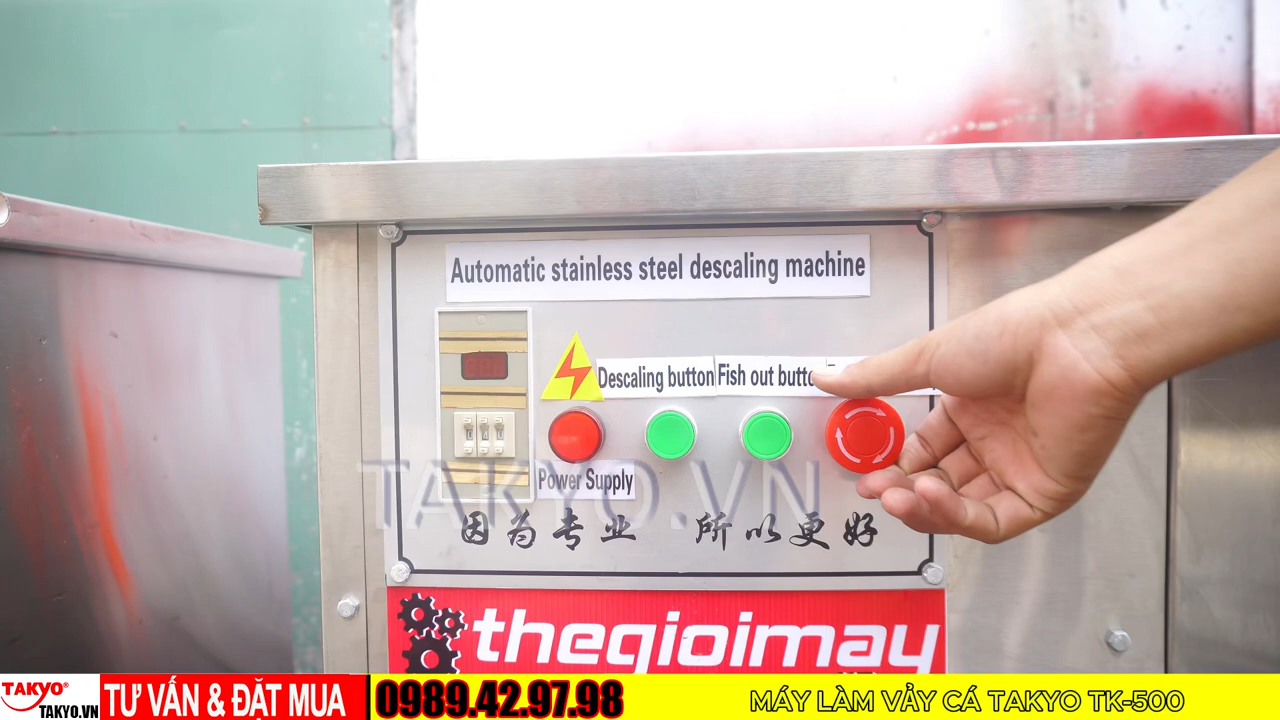 Automatic stainless steel descaling machine
Descaling button
Fish out
Power Supply
TAKYO.VN
因为专业 所以更好
thegioimay
TAKYO®
TAKYO.VN
TƯ VẤN & ĐẶT MUA
0989.42.97.98
MÁY LÀM VẢY CÁ TAKYO TK-500